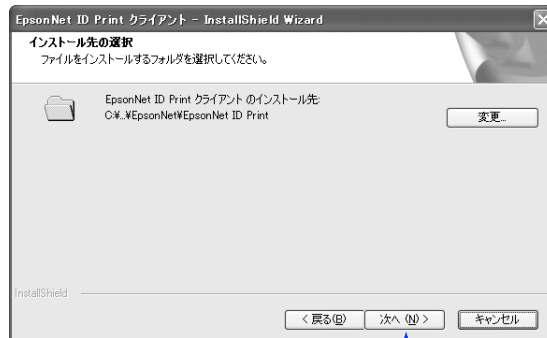 EpsonNet ID Print クライアント - InstallShield Wizard
インストール先の選択
ファイルをインストールするフォルダを選択してください。
EpsonNet ID Print クライアント のインストール先:
C:¥...¥EpsonNet¥EpsonNet ID Print
変更...
InstallShield
< 戻る(B)
次へ (N) >
キャンセル